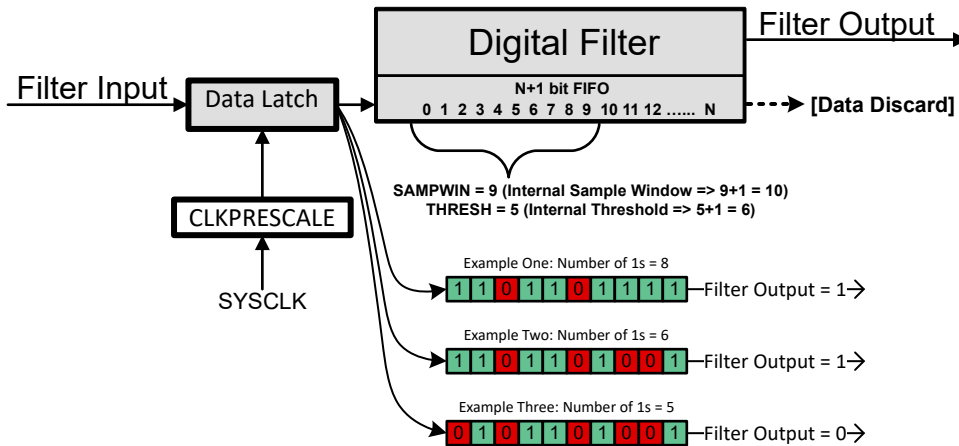 Filter Output
Digital Filter
Filter Input
Data Latch
N+1 bit FIFO
0 1 2 3 4 5 6 7 8 9 10 11 12 ...... N
[Data Discard]
SAMPWIN = 9 (Internal Sample Window => 9+1 = 10)
THRESH = 5 (Internal Threshold => 5+1 = 6)
CLKPRESCALE
SYSCLK
Example One: Number of 1s = 8
1 1 0 1 1 0 1 1 1 1 Filter Output = 1
Example Two: Number of 1s = 6
1 1 0 1 1 0 1 0 0 1 Filter Output = 1
Example Three: Number of 1s = 5
0 1 0 1 1 0 1 0 0 1 Filter Output = 0